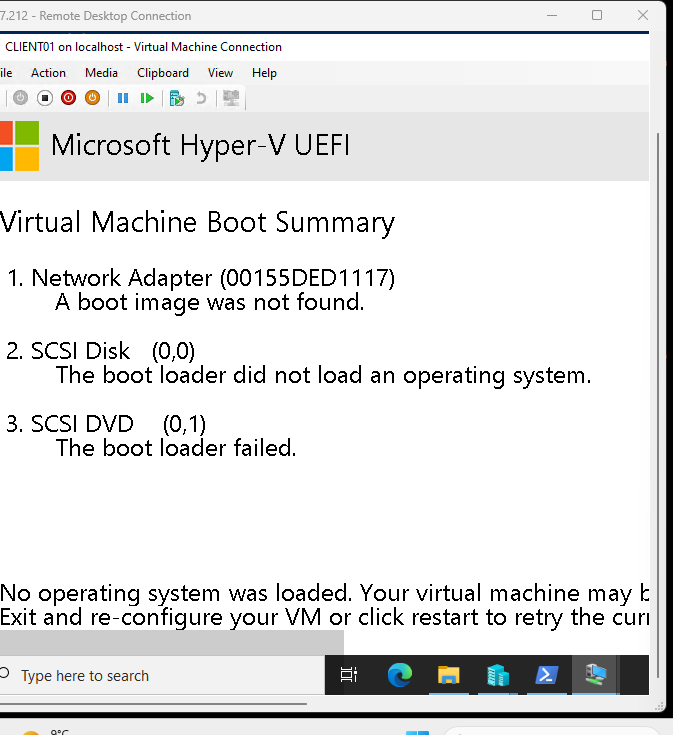 7.212 - Remote Desktop Connection
CLIENT01 on localhost - Virtual Machine Connection
ile Action Media Clipboard View Help
Microsoft Hyper-V UEFI
Virtual Machine Boot Summary
1. Network Adapter (00155DED1117)
A boot image was not found.
2. SCSI Disk (0,0)
The boot loader did not load an operating system.
3. SCSI DVD (0,1)
The boot loader failed.
No operating system was loaded. Your virtual machine may b
Exit and re-configure your VM or click restart to retry the curr
Type here to search
9°C